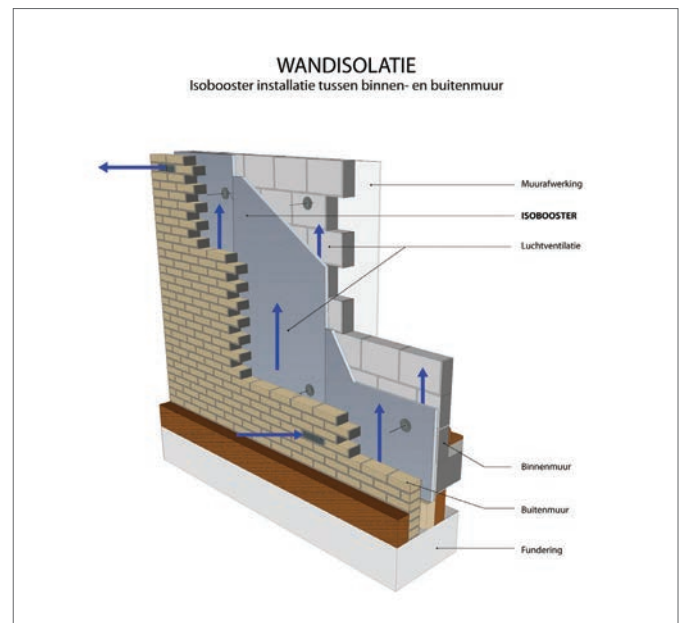 WANDISOLATIE
Isobooster installatie tussen binnen- en buitenmuur
Muurafwerking
ISOBOOSTER
Luchtventilatie
Binnenmuur
Buitenmuur
Fundering